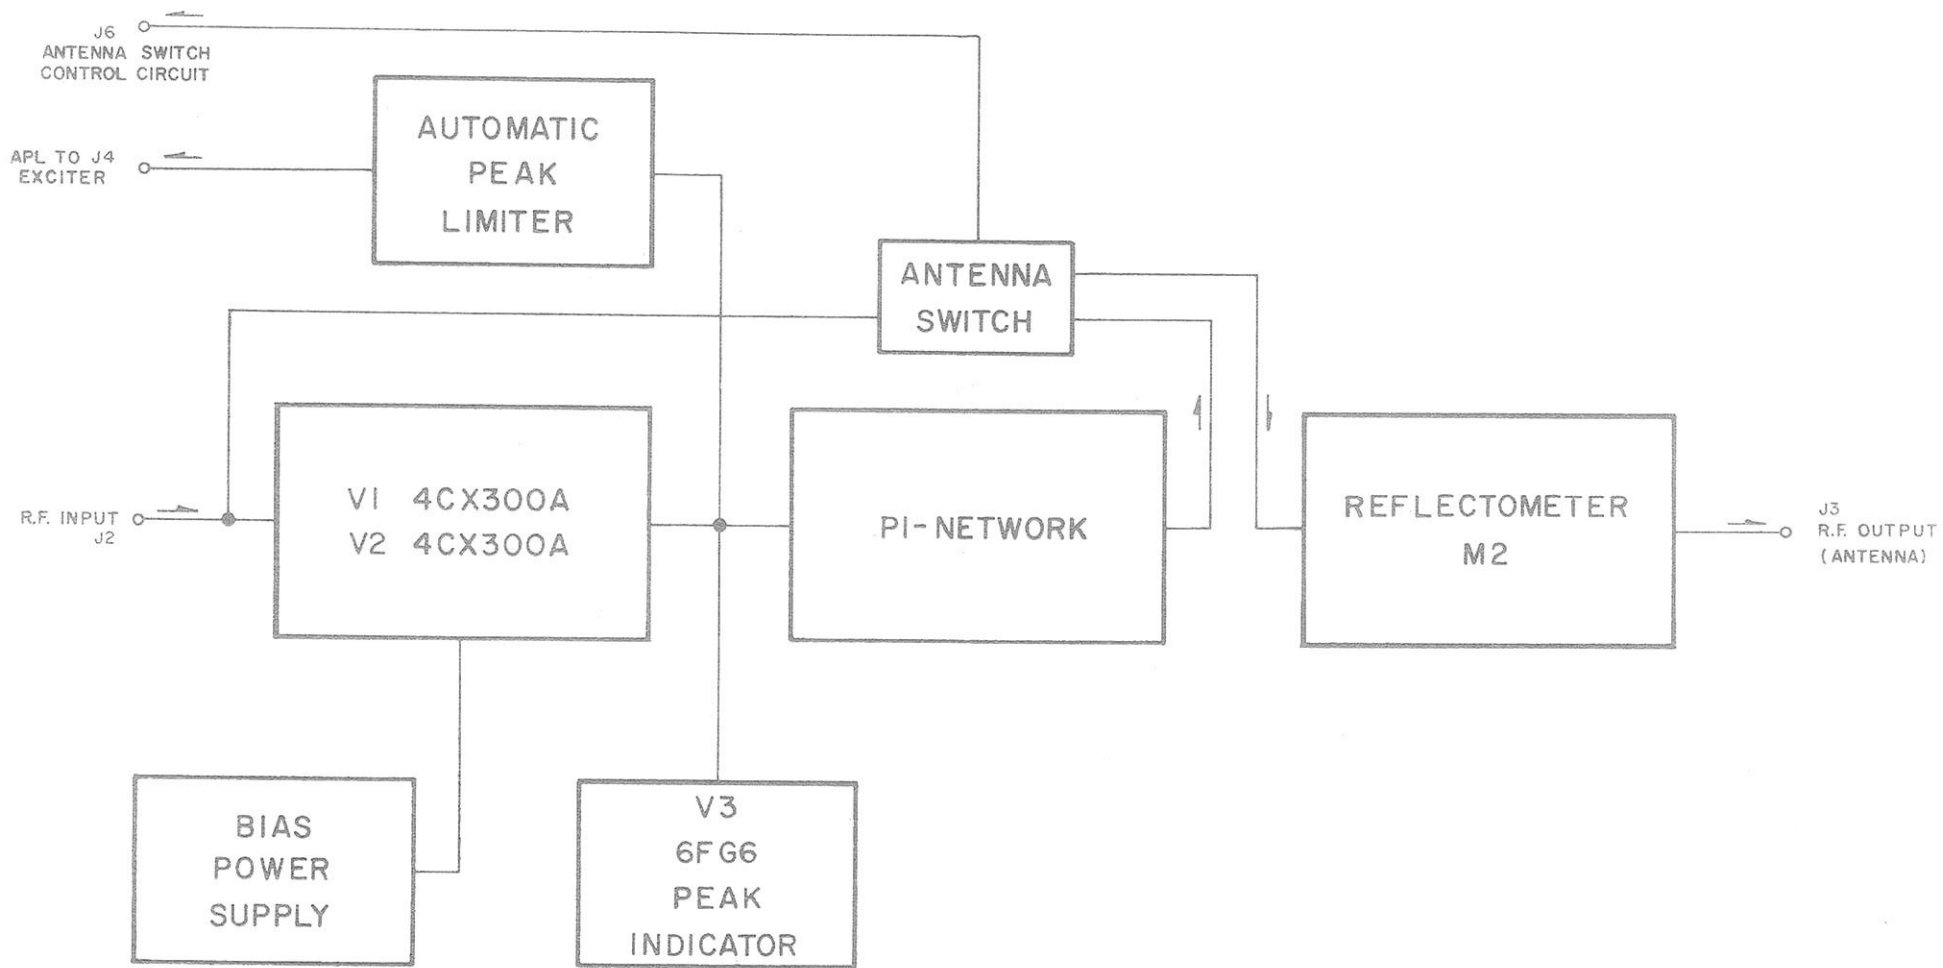 J6
ANTENNA SWITCH
CONTROL CIRCUIT
APL TO J4
EXCITER
AUTOMATIC
PEAK
LIMITER
ANTENNA
SWITCH
R.F. INPUT
J2
V1 4CX300A
V2 4CX300A
PI-NETWORK
REFLECTOMETER
M2
J3
R.F. OUTPUT
(ANTENNA)
BIAS
POWER
SUPPLY
V3
6FG6
PEAK
INDICATOR